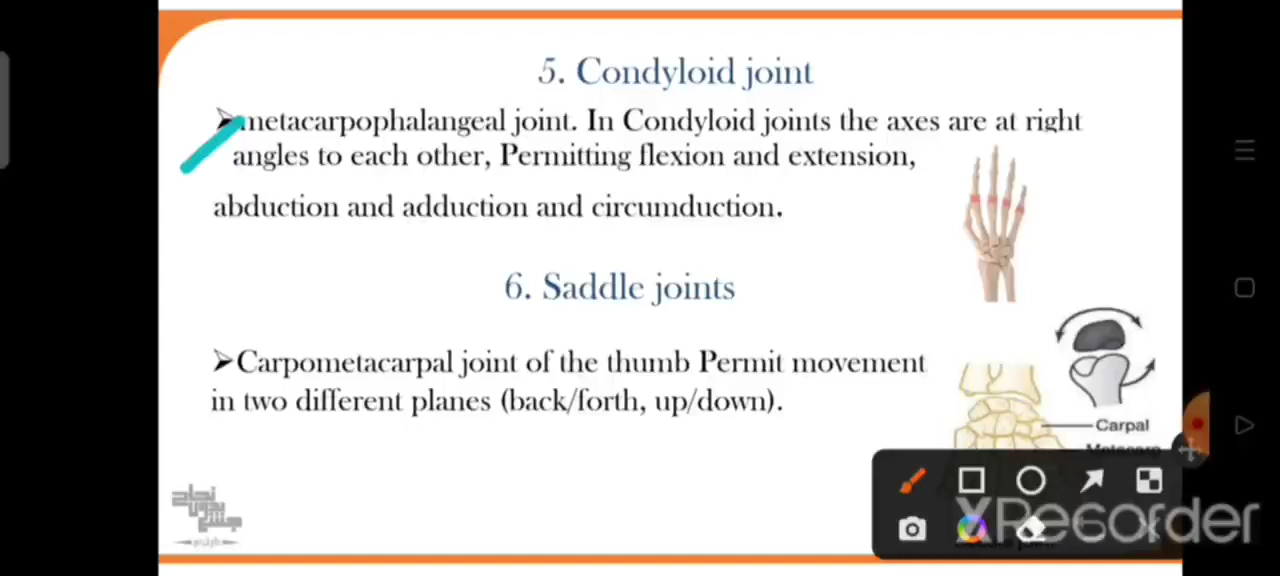 5. Condyloid joint
➢metacarpophalangeal joint. In Condyloid joints the axes are at right
angles to each other, Permitting flexion and extension,
abduction and adduction and circumduction.
6. Saddle joints
➢Carpometacarpal joint of the thumb Permit movement
in two different planes (back/forth, up/down).
Carpal
نجاح
بدون
XRecorder